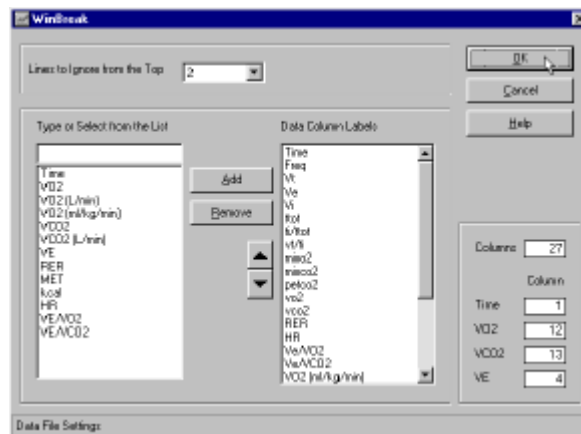 WinBreak
Lines to Ignore from the Top
2
OK
Cancel
Help
Type or Select from the List
Time
VO2
VO2 (L/min)
VO2 (ml/kg/min)
VCO2
VCO2 (L/min)
VE
RER
MET
kcal
HR
VE/VO2
VE/VCO2
Add
Remove
Data Column Labels
Time
Freq
Vt
Ve
Vi
ttot
ti/ttot
vt/ti
mixo2
mixco2
petco2
vo2
vco2
RER
HR
Ve/VO2
Ve/VCO2
VO2 (ml/kg/min)
Columns 27
Column
Time 1
VO2 12
VCO2 13
VE 4
Data File Settings